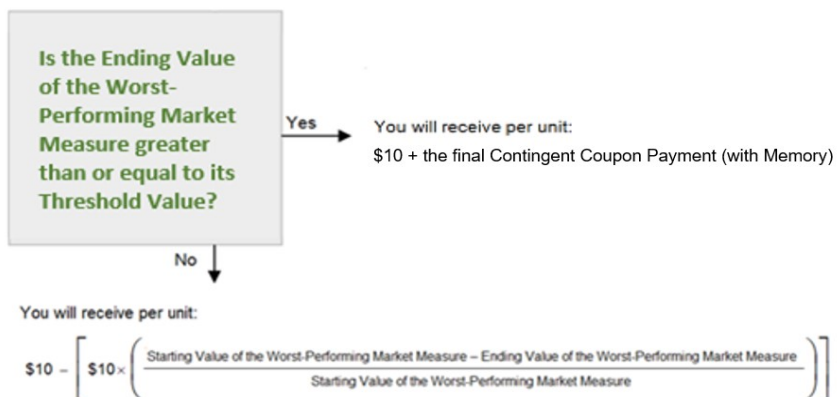 Is the Ending Value
of the Worst-
Performing Market
Measure greater
than or equal to its
Threshold Value?
Yes
You will receive per unit:
$10 + the final Contingent Coupon Payment (with Memory)
No
You will receive per unit:
$10 – [ $10 × ( Starting Value of the Worst-Performing Market Measure – Ending Value of the Worst-Performing Market Measure
Starting Value of the Worst-Performing Market Measure ) ]